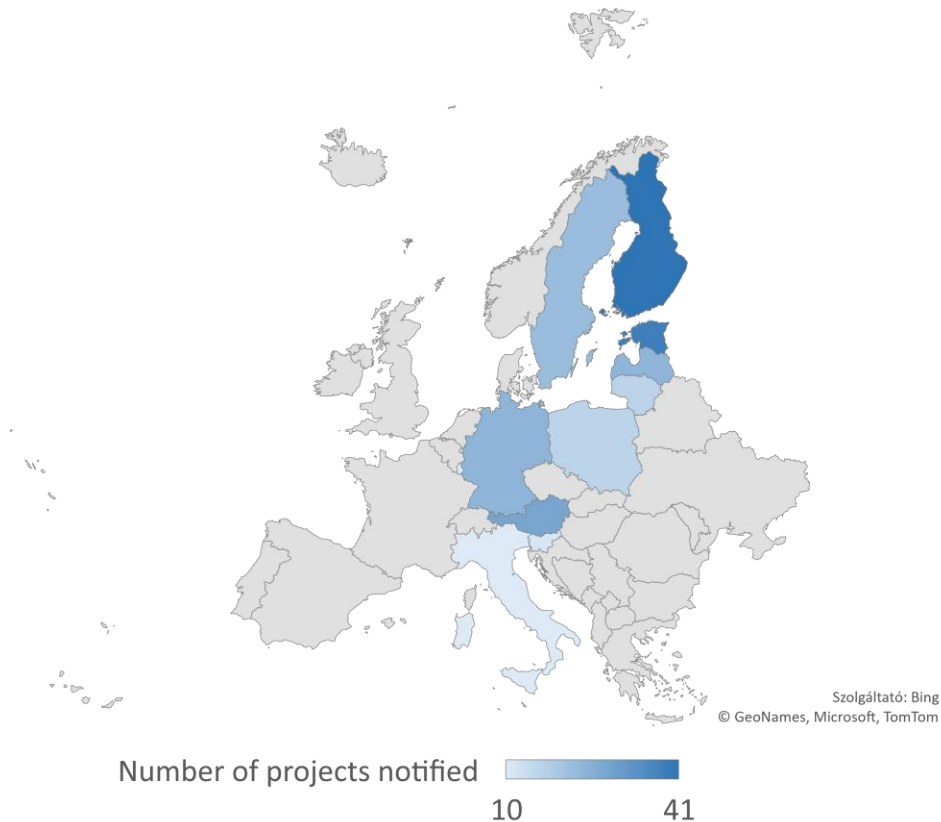 Szolgáltató: Bing
© GeoNames, Microsoft, TomTom
Number of projects notified
10 41